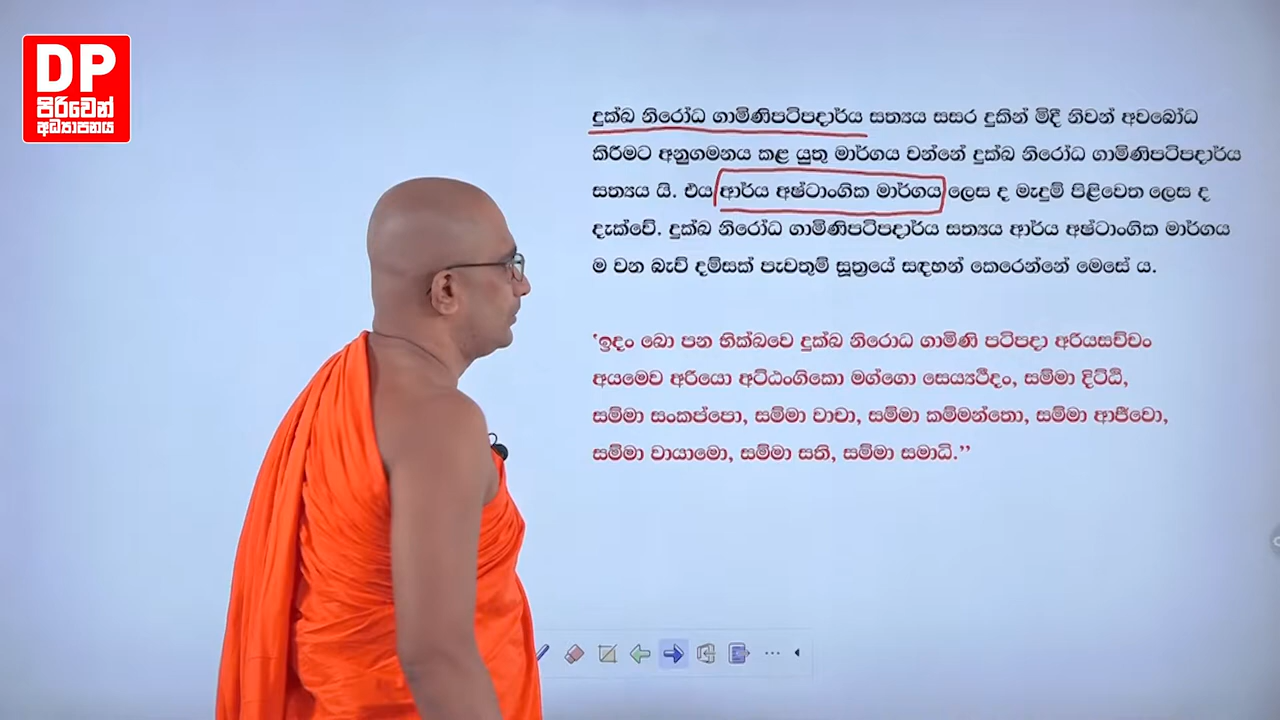 DP
පිරිවෙන්
අධ්‍යාපනය
දුක්ඛ නිරෝධ ගාමිණිපටිපදාර්ය සත්‍යය සසර දුකින් මිදී නිවන් අවබෝධ
කිරීමට අනුගමනය කළ යුතු මාර්ගය වන්නේ දුක්ඛ නිරෝධ ගාමිණිපටිපදාර්ය
සත්‍යය යි. එය ආර්ය අෂ්ටාංගික මාර්ගය ලෙස ද මැදුම් පිළිවෙත ලෙස ද
දැක්වේ. දුක්ඛ නිරෝධ ගාමිණිපටිපදාර්ය සත්‍යය ආර්ය අෂ්ටාංගික මාර්ගය
ම වන බැව් දම්සක් පැවතුම් සූත්‍රයේ සඳහන් කෙරෙන්නේ මෙසේ ය.
‘ඉදං ඛො පන භික්ඛවෙ දුක්ඛ නිරොධ ගාමිණි පටිපදා අරියසච්චං
අයමෙව අරියො අට්ඨංගිකො මග්ගො සෙය්‍යථීදං, සම්මා දිට්ඨි,
සම්මා සංකප්පො, සම්මා වාචා, සම්මා කම්මන්තො, සම්මා ආජීවො,
සම්මා වායාමො, සම්මා සති, සම්මා සමාධි.’’